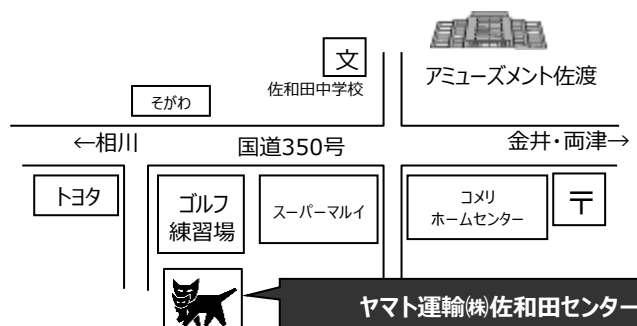 文
佐和田中学校
アミューズメント佐渡
そがわ
←相川
国道350号
金井・両津→
トヨタ
ゴルフ
練習場
スーパーマルイ
コメリ
ホームセンター
〒
ヤマト運輸㈱佐和田センター